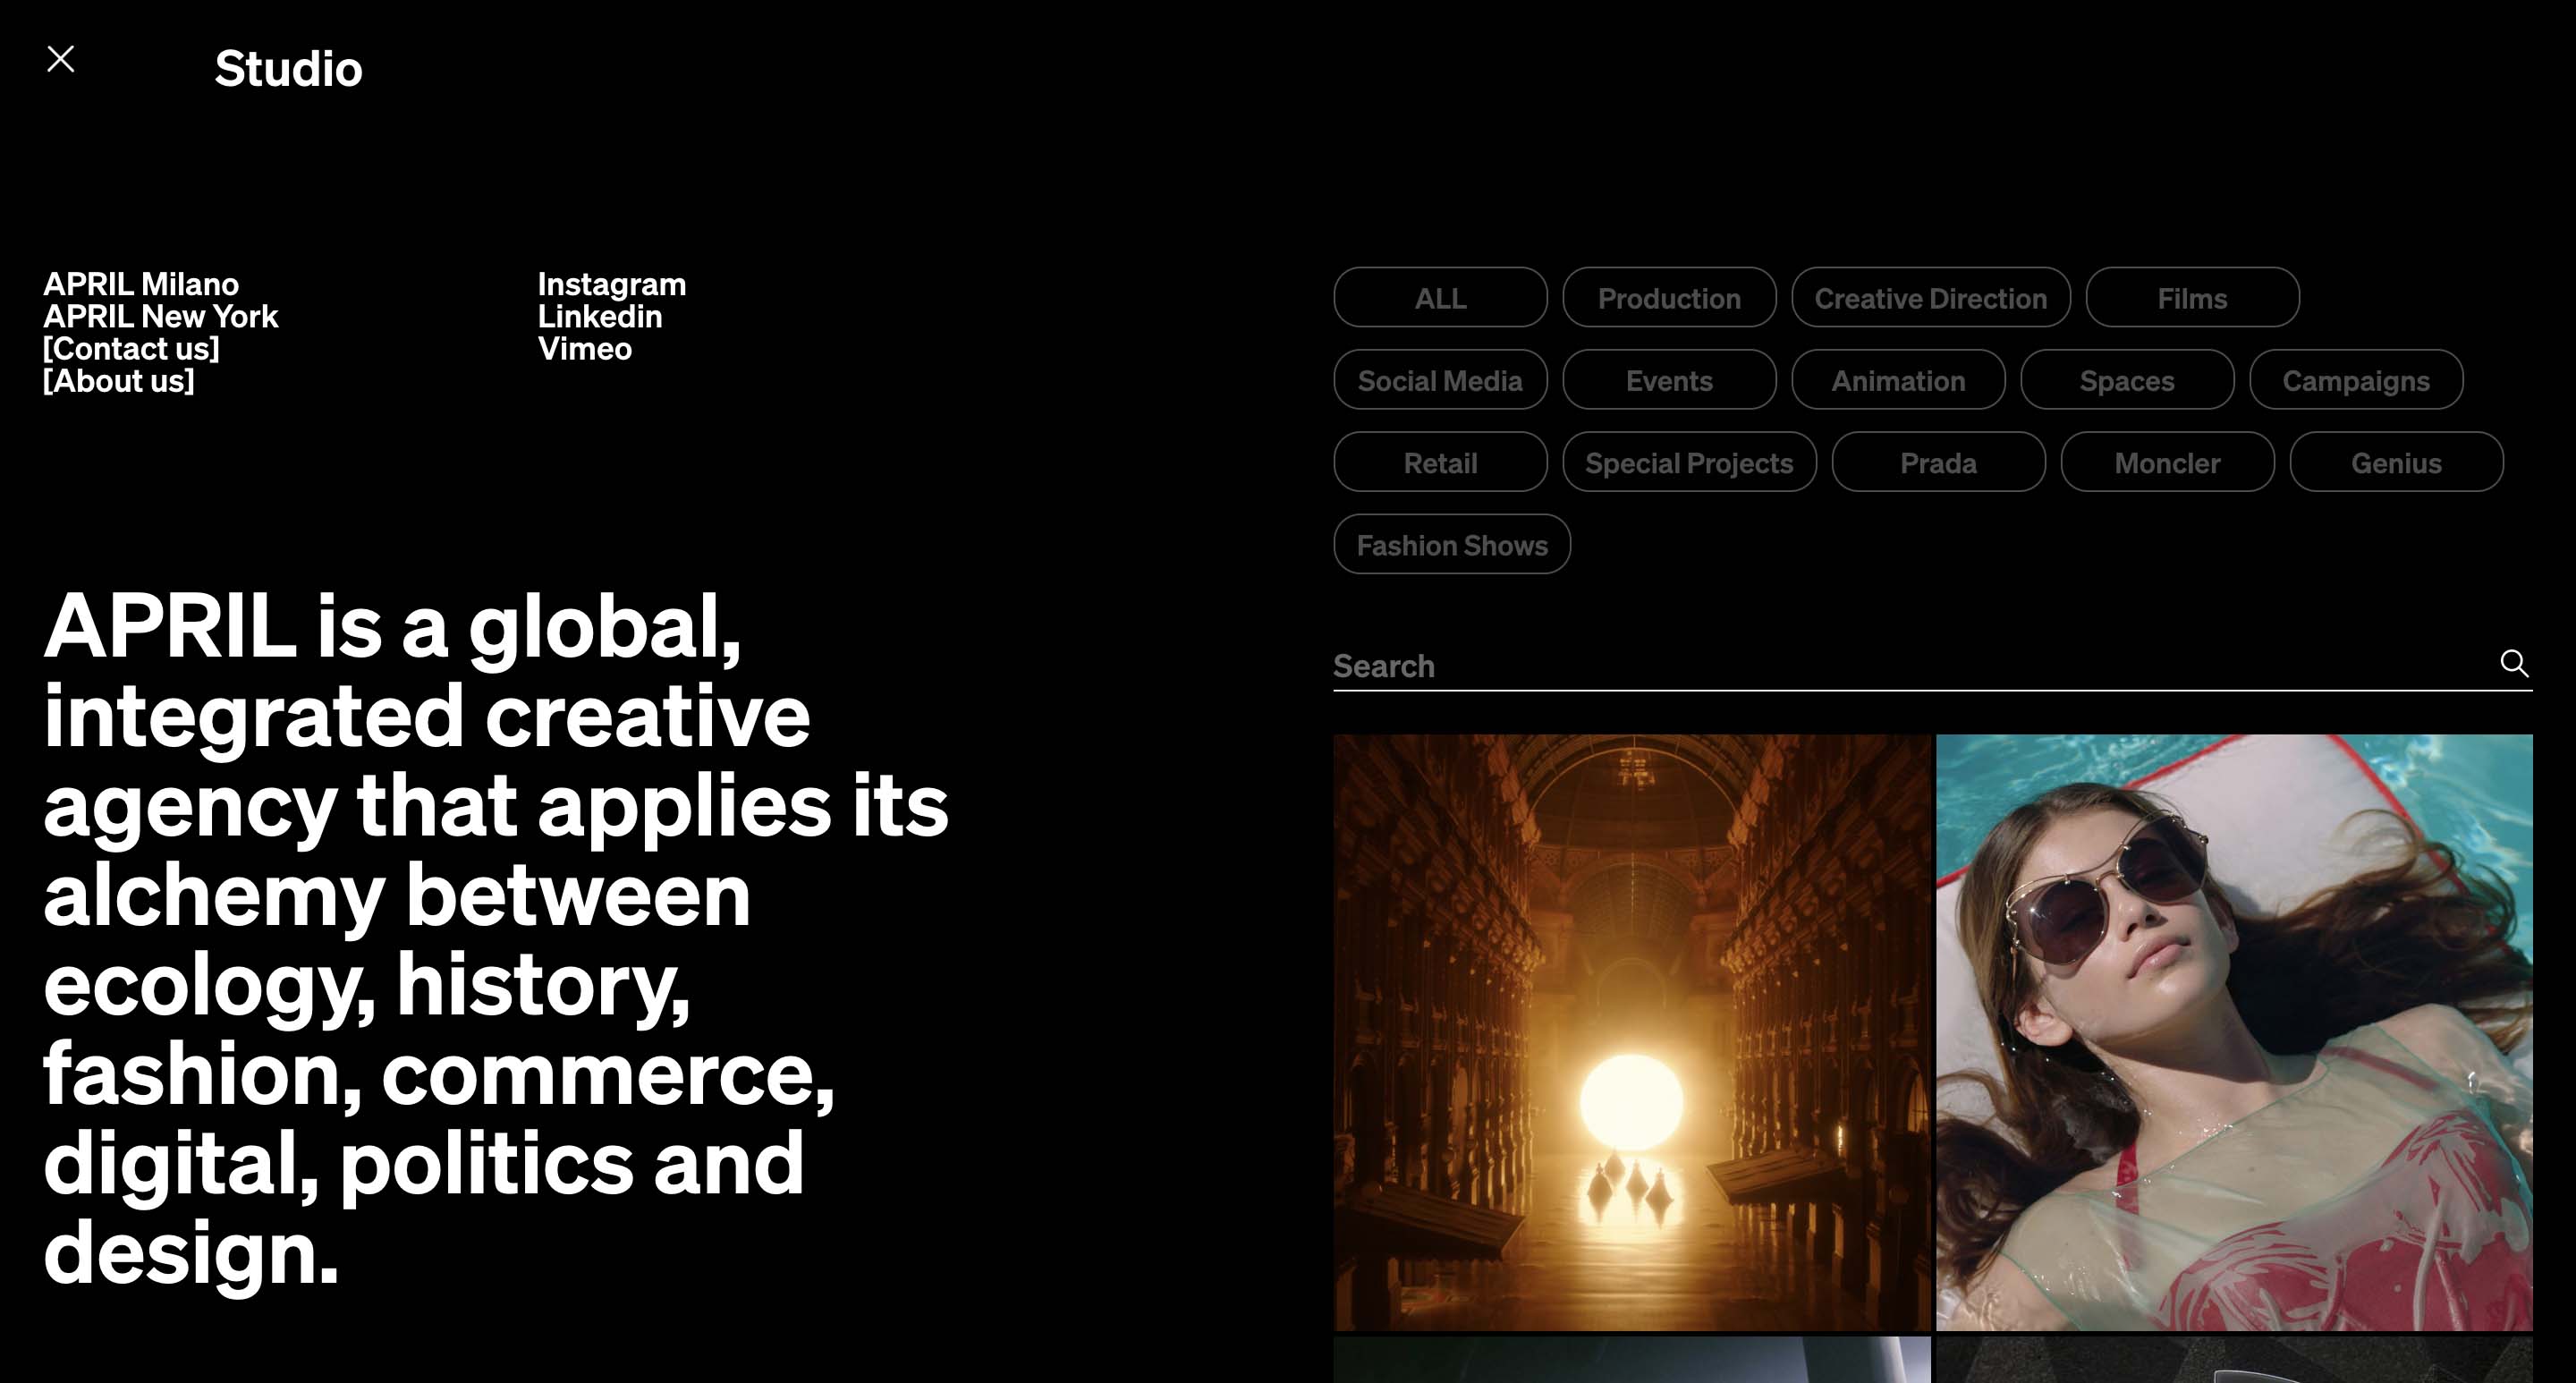 Studio
APRIL Milano
APRIL New York
[Contact us]
[About us]
Instagram
Linkedin
Vimeo
APRIL is a global,
integrated creative
agency that applies its
alchemy between
ecology, history,
fashion, commerce,
digital, politics and
design.
ALL Production Creative Direction Films
Social Media Events Animation Spaces Campaigns
Retail Special Projects Prada Moncler Genius
Fashion Shows
Search